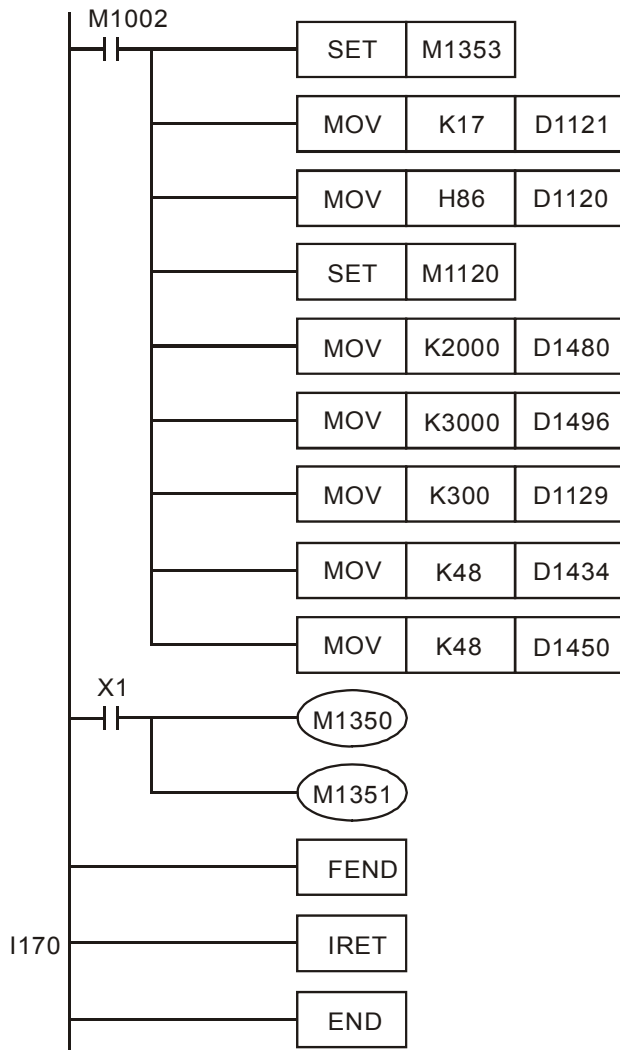 M1002
SET M1353
MOV K17 D1121
MOV H86 D1120
SET M1120
MOV K2000 D1480
MOV K3000 D1496
MOV K300 D1129
MOV K48 D1434
MOV K48 D1450
X1
M1350
M1351
FEND
I170 IRET
END